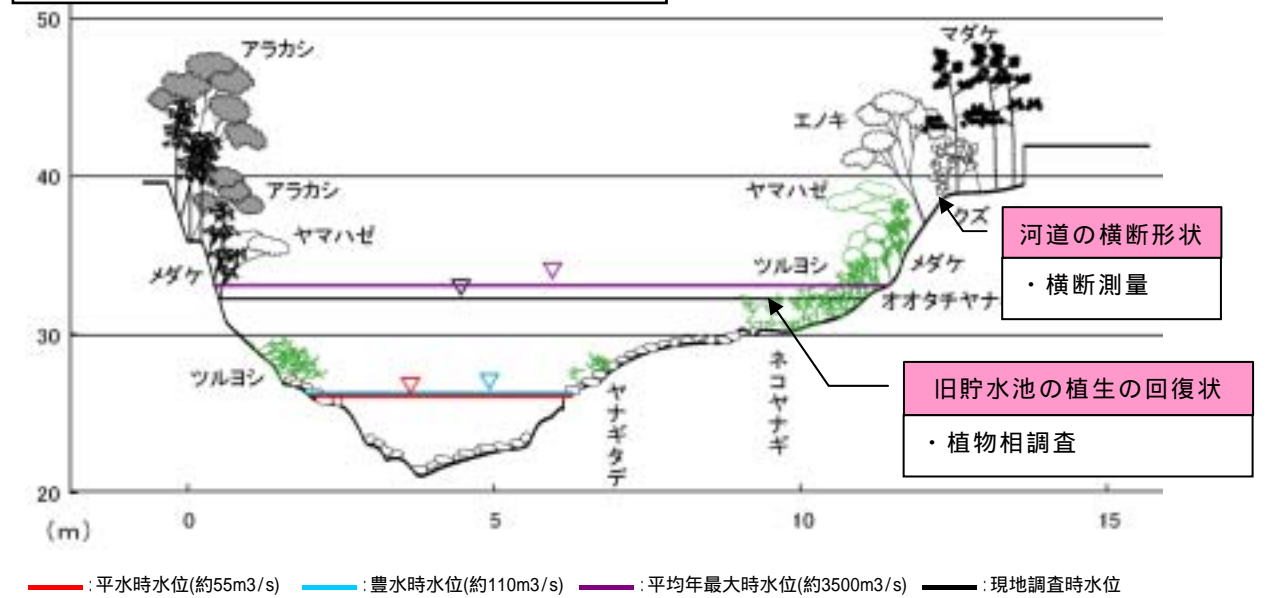 50
アラカシ
マダケ
エノキ
40
アラカシ
ヤマハゼ
ヤマハゼ
クズ
河道の横断形状
・横断測量
メダケ
ツルヨシ
メダケ
オオタチヤナ
30
ツルヨシ
ヤナギタデ
ネコヤナギ
旧貯水池の植生の回復状
・植物相調査
20
(m)
0
5
10
15
:平水時水位(約55m3/s)
:豊水時水位(約110m3/s)
:平均年最大時水位(約3500m3/s)
:現地調査時水位